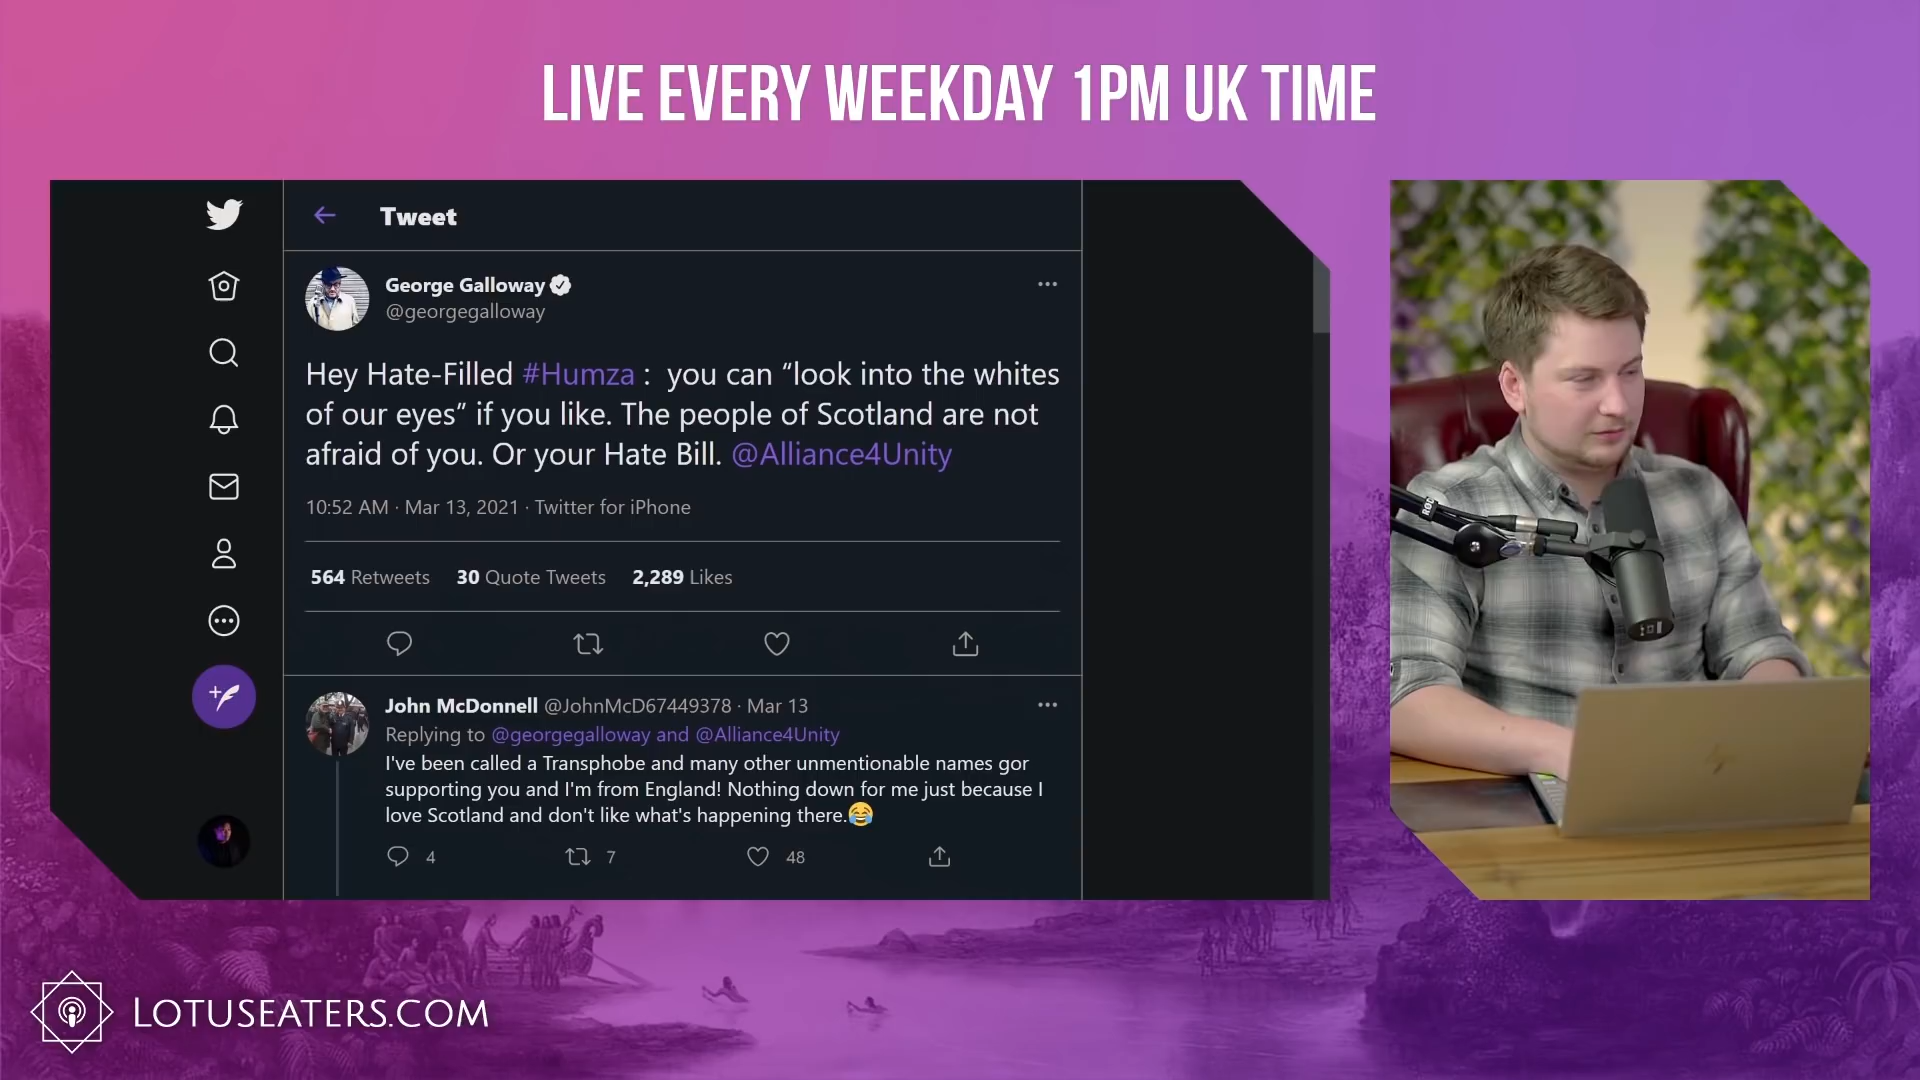 LIVE EVERY WEEKDAY 1PM UK TIME
Tweet
George Galloway
@georgegalloway
Hey Hate-Filled #Humza : you can “look into the whites
of our eyes” if you like. The people of Scotland are not
afraid of you. Or your Hate Bill. @Alliance4Unity
10:52 AM · Mar 13, 2021 · Twitter for iPhone
564 Retweets 30 Quote Tweets 2,289 Likes
John McDonnell @JohnMcD67449378 · Mar 13
Replying to @georgegalloway and @Alliance4Unity
I've been called a Transphobe and many other unmentionable names gor
supporting you and I'm from England! Nothing down for me just because I
love Scotland and don't like what's happening there.😂
4 7 48
RODE
LOTUSEATERS.COM